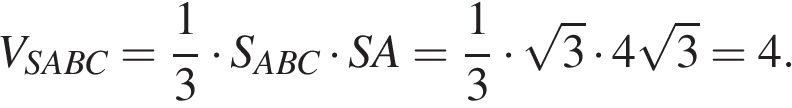 $V_{SABC} = \frac{1}{3} \cdot S_{ABC} \cdot SA = \frac{1}{3} \cdot \sqrt{3} \cdot 4\sqrt{3} = 4.$